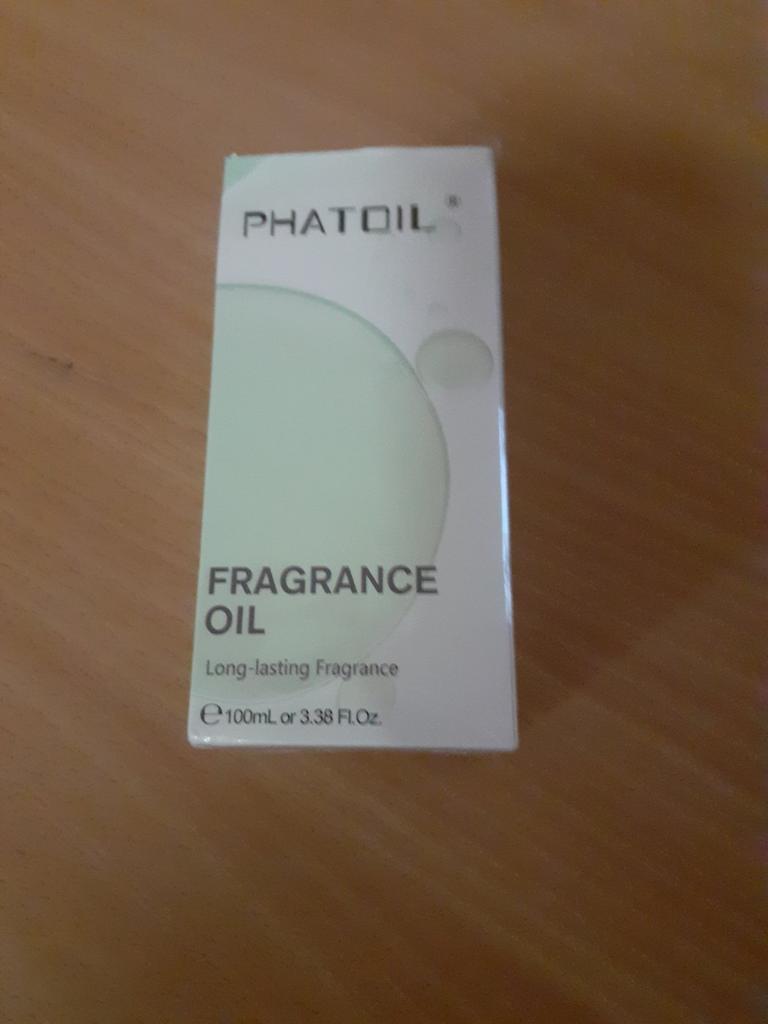 PHATOIL®
FRAGRANCE
OIL
Long-lasting Fragrance
℮100mL or 3.38 Fl.Oz.